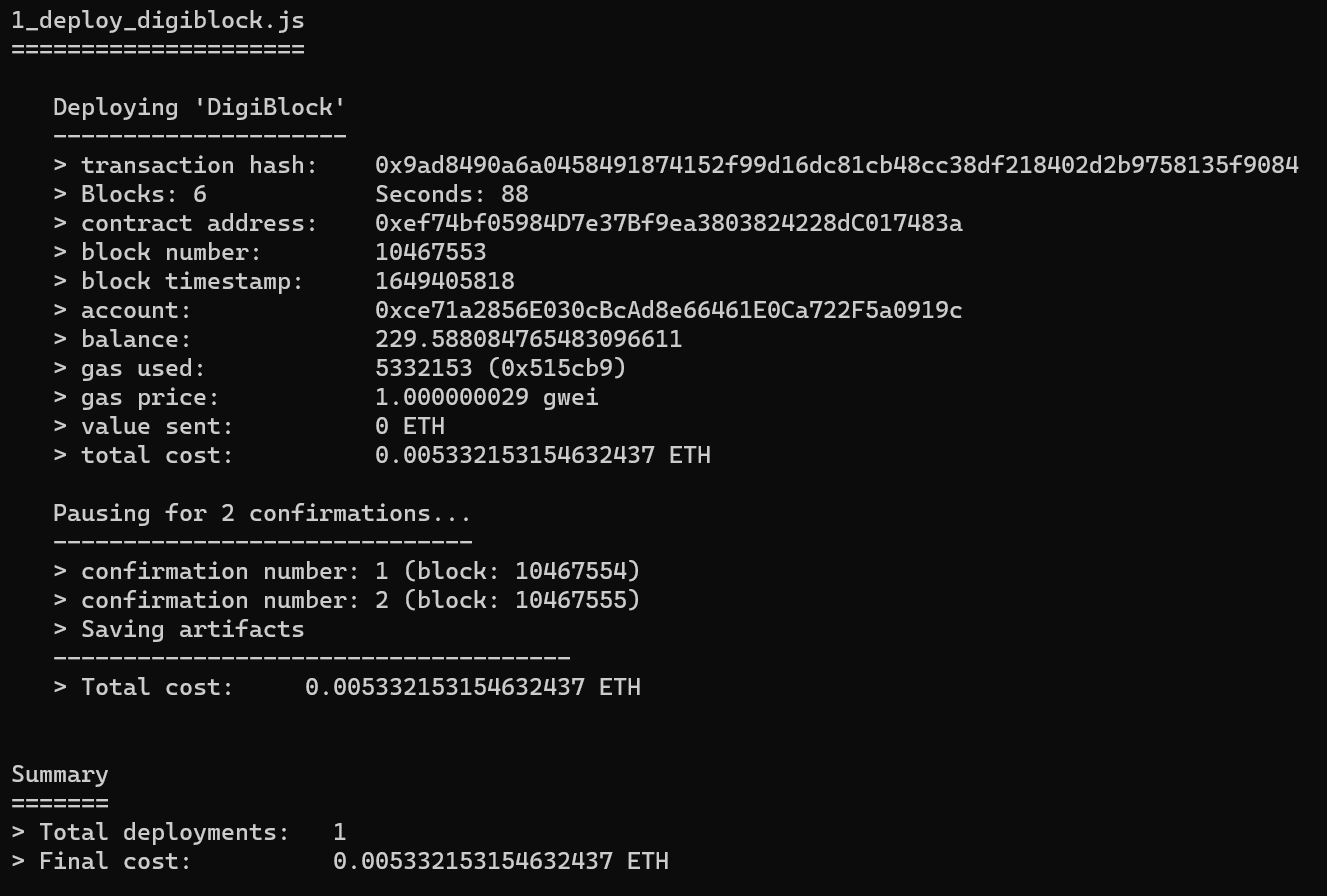 1_deploy_digiblock.js
=====================
Deploying 'DigiBlock'
---------------------
> transaction hash:    0x9ad8490a6a0458491874152f99d16dc81cb48cc38df218402d2b9758135f9084
> Blocks: 6            Seconds: 88
> contract address:    0xef74bf05984D7e37Bf9ea3803824228dC017483a
> block number:        10467553
> block timestamp:     1649405818
> account:             0xce71a2856E030cBcAd8e66461E0Ca722F5a0919c
> balance:             229.588084765483096611
> gas used:            5332153 (0x515cb9)
> gas price:           1.000000029 gwei
> value sent:          0 ETH
> total cost:          0.005332153154632437 ETH
Pausing for 2 confirmations...
------------------------------
> confirmation number: 1 (block: 10467554)
> confirmation number: 2 (block: 10467555)
> Saving artifacts
-------------------------------------
> Total cost:     0.005332153154632437 ETH
Summary
=======
> Total deployments:   1
> Final cost:          0.005332153154632437 ETH